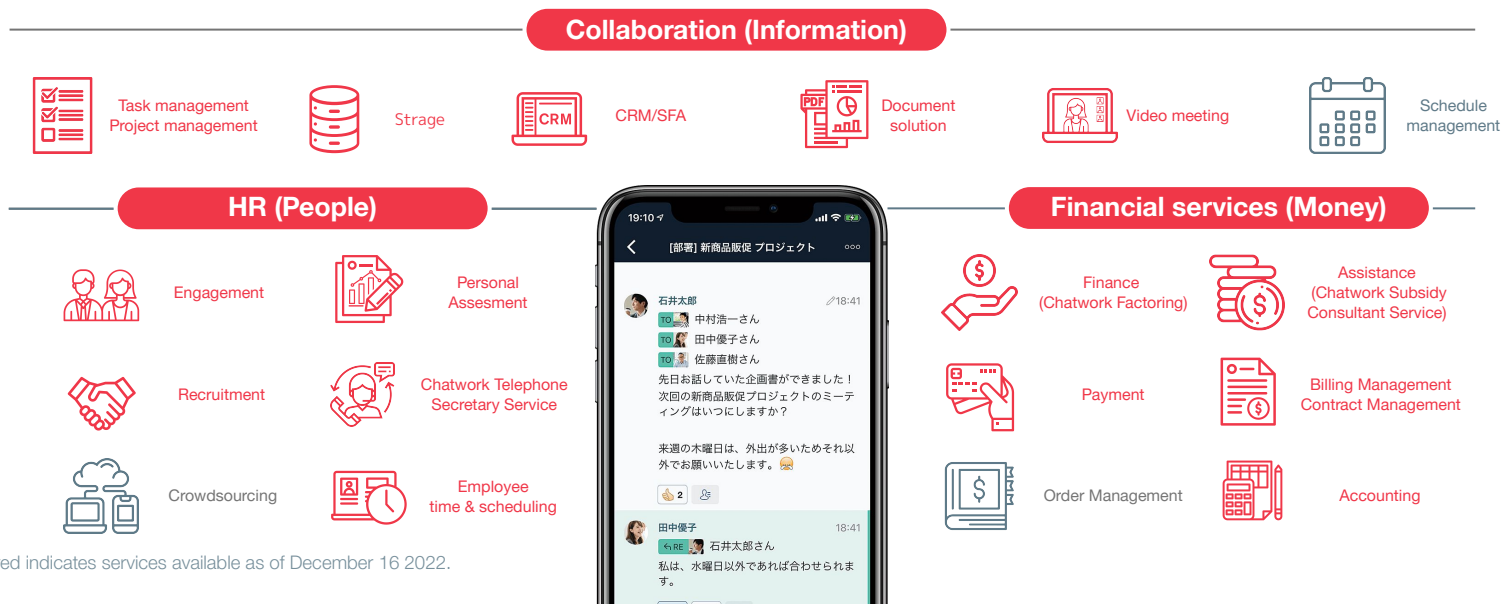 Collaboration (Information)
Task management
Project management
Strage
CRM
CRM/SFA
PDF
Document
solution
Video meeting
Schedule
management
HR (People)
Engagement
Personal
Assesment
Recruitment
Chatwork Telephone
Secretary Service
Crowdsourcing
Employee
time & scheduling
19:10
[部署] 新商品販促 プロジェクト
石井太郎
18:41
TO 中村浩一さん
TO 田中優子さん
TO 佐藤直樹さん
先日お話していた企画書ができました！
次回の新商品販促プロジェクトのミーテ
ィングはいつにしますか？
来週の木曜日は、外出が多いためそれ以
外でお願いいたします。
2
田中優子
18:41
RE 石井太郎さん
私は、水曜日以外であれば合わせられま
す。
Financial services (Money)
$
Finance
(Chatwork Factoring)
$
Assistance
(Chatwork Subsidy
Consultant Service)
Payment
$
Billing Management
Contract Management
$
Order Management
Accounting
ed indicates services available as of December 16 2022.